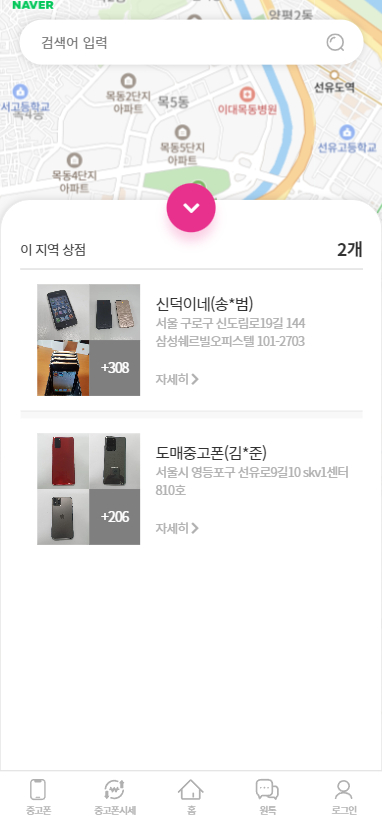 NAVER
양평2동
검색어 입력
목동2단지
아파트
목5동
이대목동병원
선유도역
서고등학교
목4동
목동5단지
아파트
선유고등학교
목동4단지
아파트
이 지역 상점
2개
신덕이네(송*범)
서울 구로구 신도림로19길 144
삼성쉐르빌오피스텔 101-2703
+308
자세히
도매중고폰(김*준)
서울시 영등포구 선유로9길10 skv1센터
810호
+206
자세히
중고폰
중고폰시세
홈
원톡
로그인